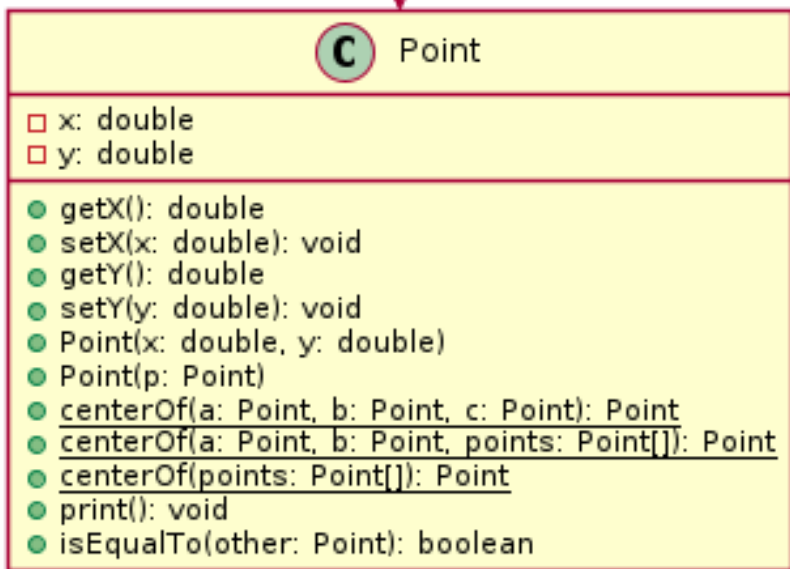 C Point
x: double
y: double
getX(): double
setX(x: double): void
getY(): double
setY(y: double): void
Point(x: double, y: double)
Point(p: Point)
centerOf(a: Point, b: Point, c: Point): Point
centerOf(a: Point, b: Point, points: Point[]): Point
centerOf(points: Point[]): Point
print(): void
isEqualTo(other: Point): boolean